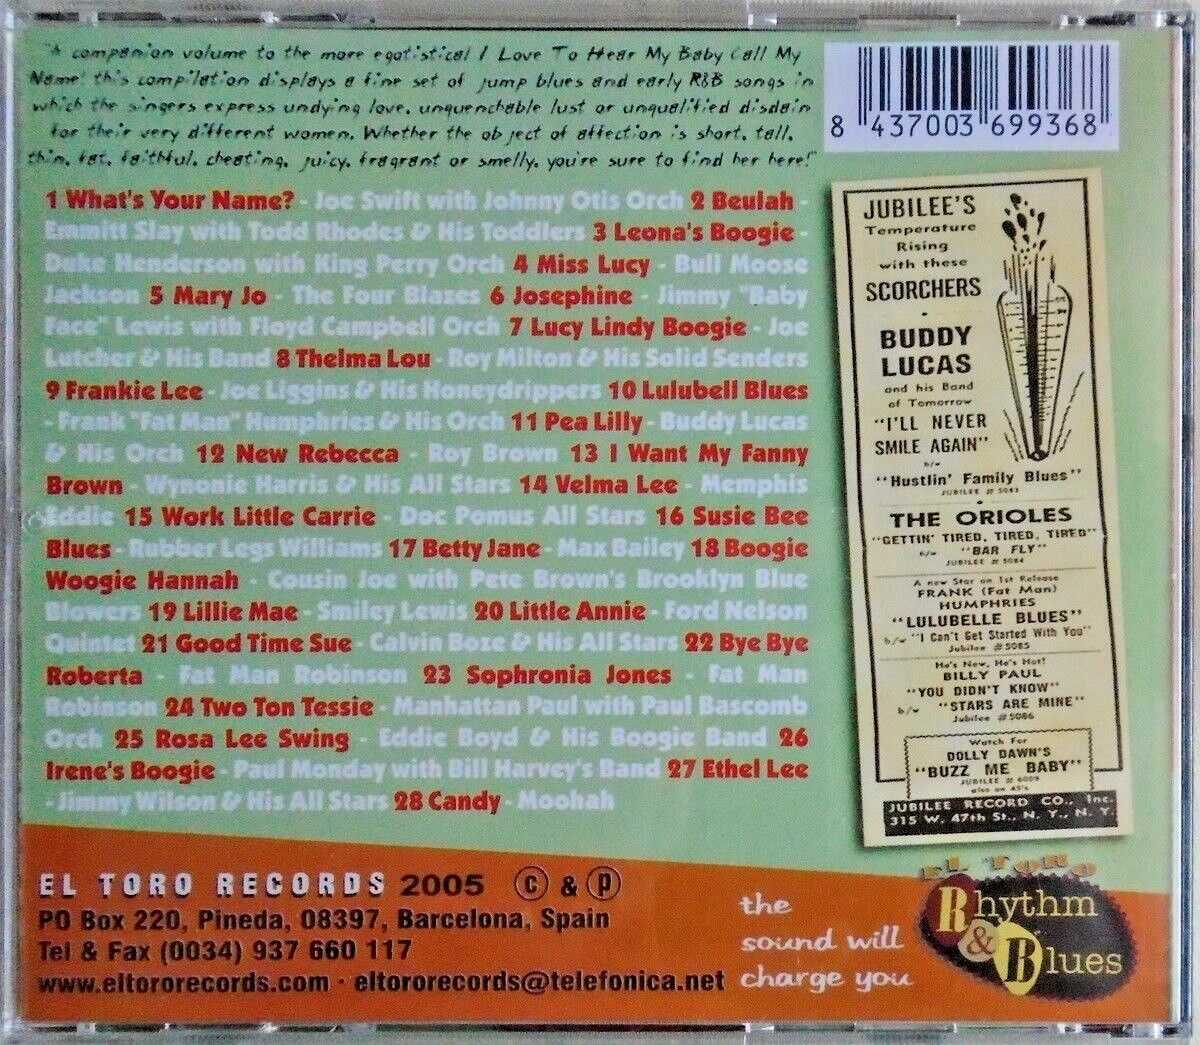 "A companion volume to the more egotistical I Love To Hear My Baby Call My
Name' this compilation displays a fine set of jump blues and early R&B songs in
which the singers express undying love, unquenchable lust or unqualified disdain
for their very different women. Whether the object of affection is short, tall,
thin, fat, faithful, cheating, juicy, fragrant or smelly, you're sure to find her here!"
8 437003 699368
1 What's Your Name? - Joe Swift with Johnny Otis Orch 2 Beulah -
Emmitt Slay with Todd Rhodes & His Toddlers 3 Leona's Boogie -
Duke Henderson with King Perry Orch 4 Miss Lucy - Bull Moose
Jackson 5 Mary Jo - The Four Blazes 6 Josephine - Jimmy "Baby
Face" Lewis with Floyd Campbell Orch 7 Lucy Lindy Boogie - Joe
Lutcher & His Band 8 Thelma Lou - Roy Milton & His Solid Senders
9 Frankie Lee - Joe Liggins & His Honeydrippers 10 Lulubell Blues
- Frank "Fat Man" Humphries & His Orch 11 Pea Lilly - Buddy Lucas
& His Orch 12 New Rebecca - Roy Brown 13 I Want My Fanny
Brown - Wynonie Harris & His All Stars 14 Velma Lee - Memphis
Eddie 15 Work Little Carrie - Doc Pomus All Stars 16 Susie Bee
Blues - Rubber Legs Williams 17 Betty Jane - Max Bailey 18 Boogie
Woogie Hannah - Cousin Joe with Pete Brown's Brooklyn Blue
Blowers 19 Lillie Mae - Smiley Lewis 20 Little Annie - Ford Nelson
Quintet 21 Good Time Sue - Calvin Boze & His All Stars 22 Bye Bye
Roberta - Fat Man Robinson 23 Sophronia Jones - Fat Man
Robinson 24 Two Ton Tessie - Manhattan Paul with Paul Bascomb
Orch 25 Rosa Lee Swing - Eddie Boyd & His Boogie Band 26
Irene's Boogie - Paul Monday with Bill Harvey's Band 27 Ethel Lee
- Jimmy Wilson & His All Stars 28 Candy - Moohah
JUBILEE'S
Temperature
Rising
with these
SCORCHERS
BUDDY
LUCAS
and his Band
of Tomorrow
"I'LL NEVER
SMILE AGAIN"
b/w
"Hustlin' Family Blues"
JUBILEE #5083
THE ORIOLES
"GETTIN' TIRED, TIRED, TIRED"
b/w "BAR FLY"
JUBILEE #5084
A new Star on 1st Release
FRANK (Fat Man)
HUMPHRIES
"LULUBELLE BLUES"
b/w "I Can't Get Started With You"
Jubilee #5085
He's New, He's Hot!
BILLY PAUL
"YOU DIDN'T KNOW"
b/w "STARS ARE MINE"
Jubilee #5086
Watch For
DOLLY DAWN'S
"BUZZ ME BABY"
JUBILEE #6009
also on 45's
JUBILEE RECORD CO., Inc.
315 W. 47th St., N. Y., N. Y.
EL TORO RECORDS 2005 © & ℗
PO Box 220, Pineda, 08397, Barcelona, Spain
Tel & Fax (0034) 937 660 117
www.eltororecords.com · eltororecords@telefonica.net
the
sound will
charge you
EL TORO
Rhythm
&
Blues